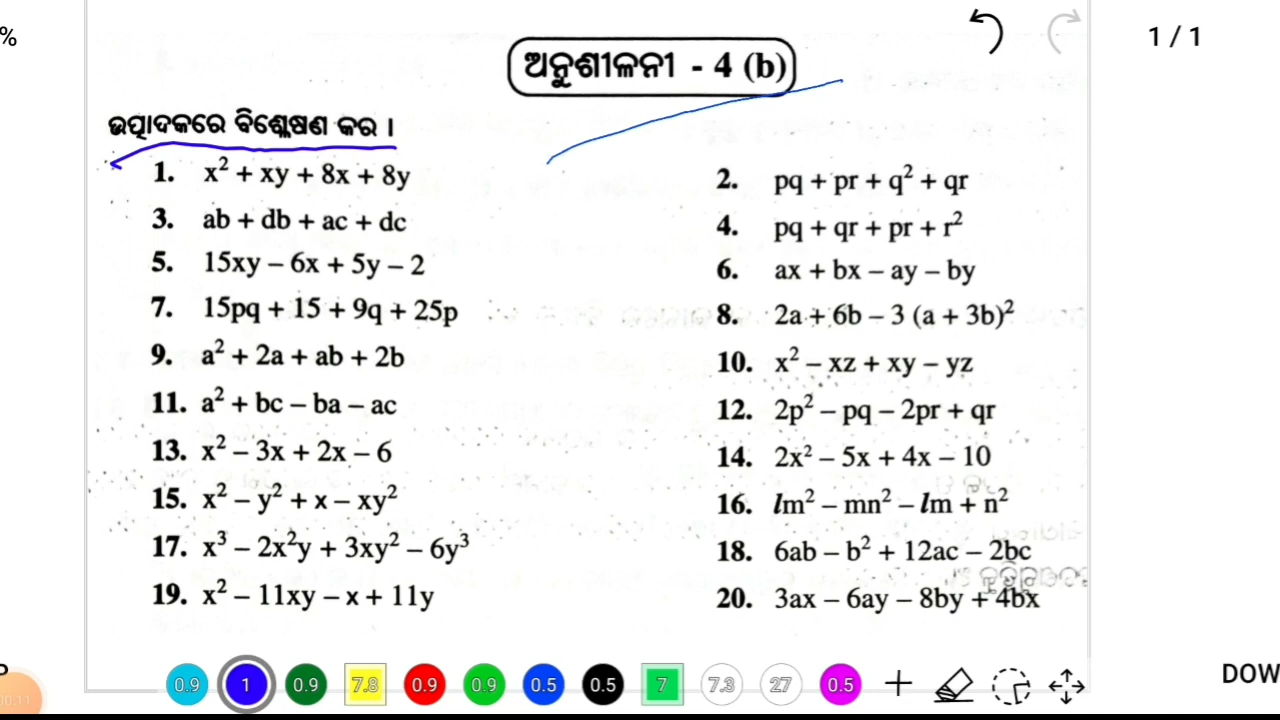 %
1 / 1
ଅନୁଶୀଳନୀ - 4 (b)
ଉତ୍ପାଦକରେ ବିଶ୍ଳେଷଣ କର ।
1. x² + xy + 8x + 8y
2. pq + pr + q² + qr
3. ab + db + ac + dc
4. pq + qr + pr + r²
5. 15xy – 6x + 5y – 2
6. ax + bx – ay – by
7. 15pq + 15 + 9q + 25p
8. 2a + 6b – 3 (a + 3b)²
9. a² + 2a + ab + 2b
10. x² – xz + xy – yz
11. a² + bc – ba – ac
12. 2p² – pq – 2pr + qr
13. x² – 3x + 2x – 6
14. 2x² – 5x + 4x – 10
15. x² – y² + x – xy²
16. lm² – mn² – lm + n²
17. x³ – 2x²y + 3xy² – 6y³
18. 6ab – b² + 12ac – 2bc
19. x² – 11xy – x + 11y
20. 3ax – 6ay – 8by + 4bx
0.9 1 0.9 7.8 0.9 0.9 0.5 0.5 7 7.3 27 0.5
DOW
00:11